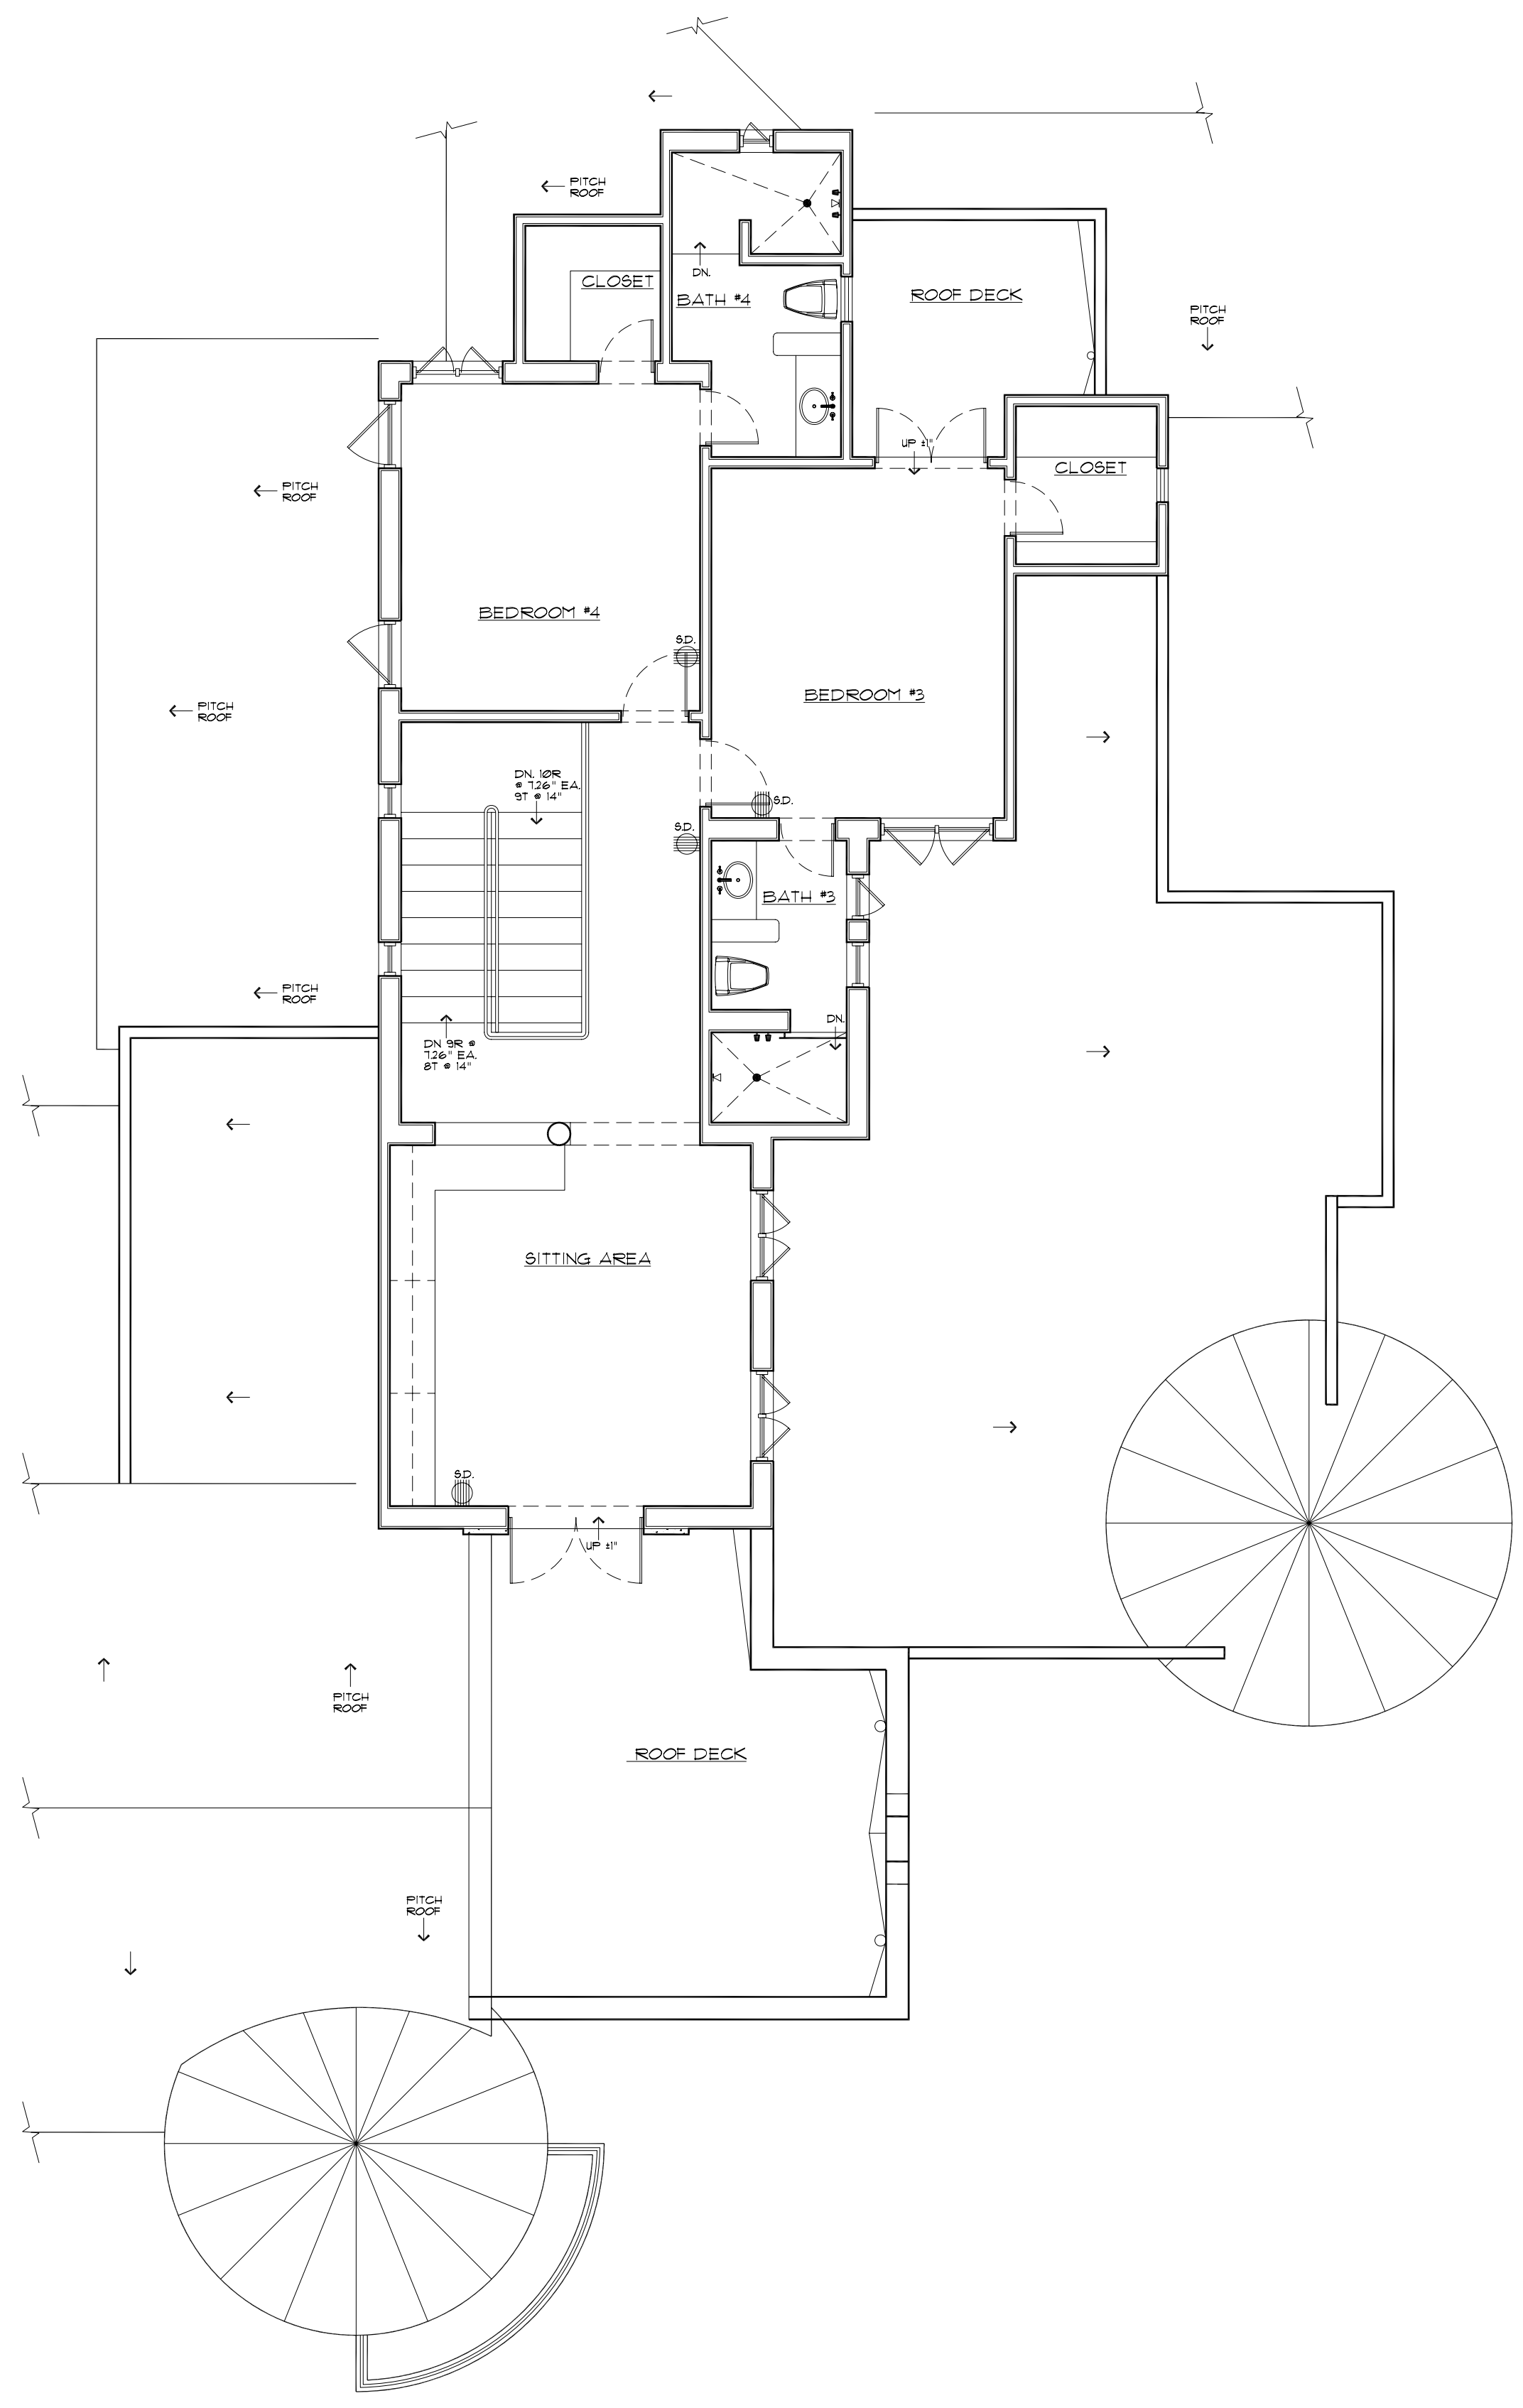 PITCH
ROOF
CLOSET
DN.
BATH #4
ROOF DECK
PITCH
ROOF
UP ±1"
CLOSET
PITCH
ROOF
BEDROOM #4
S.D.
BEDROOM #3
PITCH
ROOF
DN. 10R
@ 7.26" EA.
9T @ 14"
S.D.
S.D.
BATH #3
PITCH
ROOF
DN.
DN 9R @
7.26" EA.
8T @ 14"
SITTING AREA
S.D.
UP ±1"
PITCH
ROOF
ROOF DECK
PITCH
ROOF